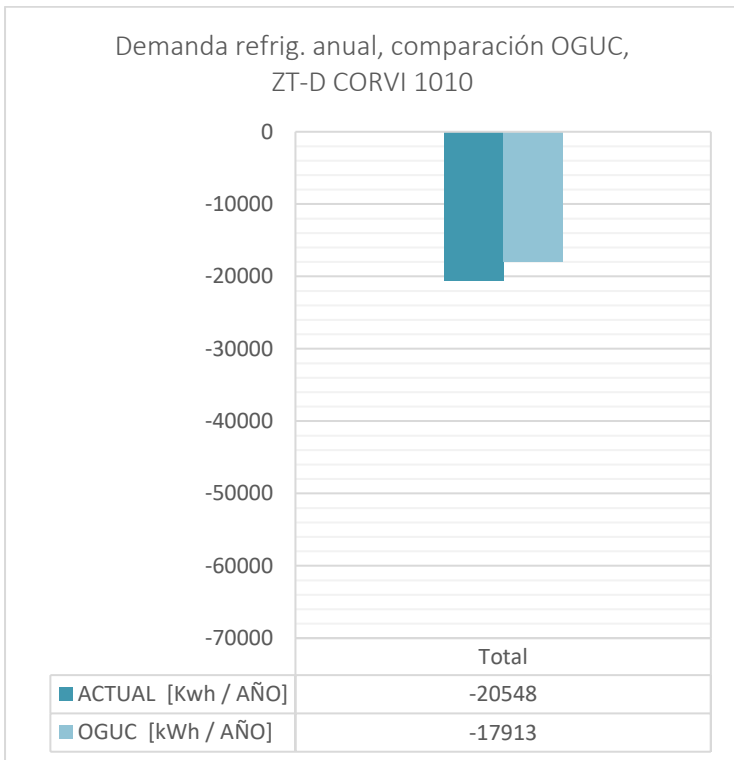 Demanda refrig. anual, comparación OGUC,
ZT-D CORVI 1010
0
-10000
-20000
-30000
-40000
-50000
-60000
-70000
Total
ACTUAL [Kwh / AÑO] -20548
OGUC [kWh / AÑO] -17913